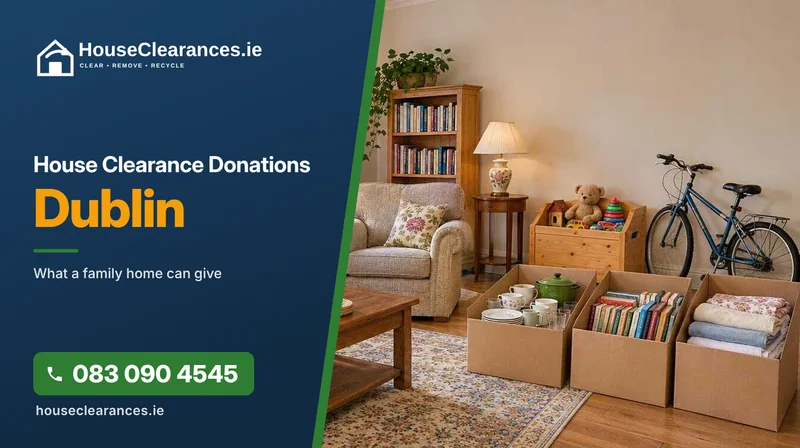 HouseClearances.ie
CLEAR • REMOVE • RECYCLE
House Clearance Donations
Dublin
What a family home can give
083 090 4545
houseclearances.ie